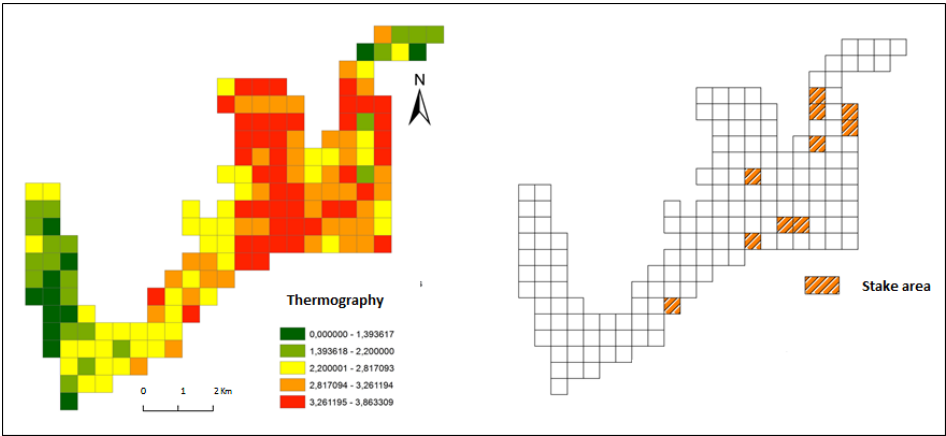 N
Thermography
0,000000 - 1,393617
1,393618 - 2,200000
2,200001 - 2,817093
2,817094 - 3,261194
3,261195 - 3,863309
0 1 2 Km
Stake area